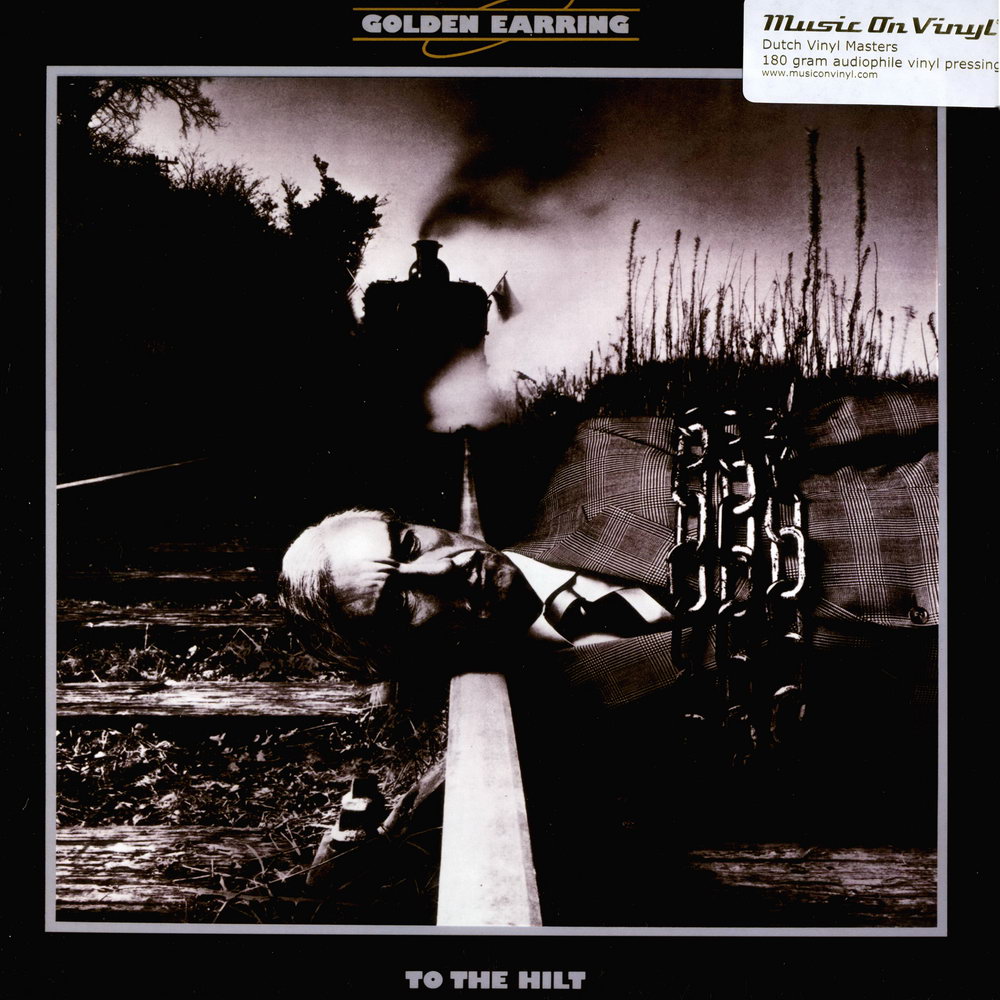 GOLDEN EARRING
Music On Vinyl
Dutch Vinyl Masters
180 gram audiophile vinyl pressing
www.musiconvinyl.com
TO THE HILT